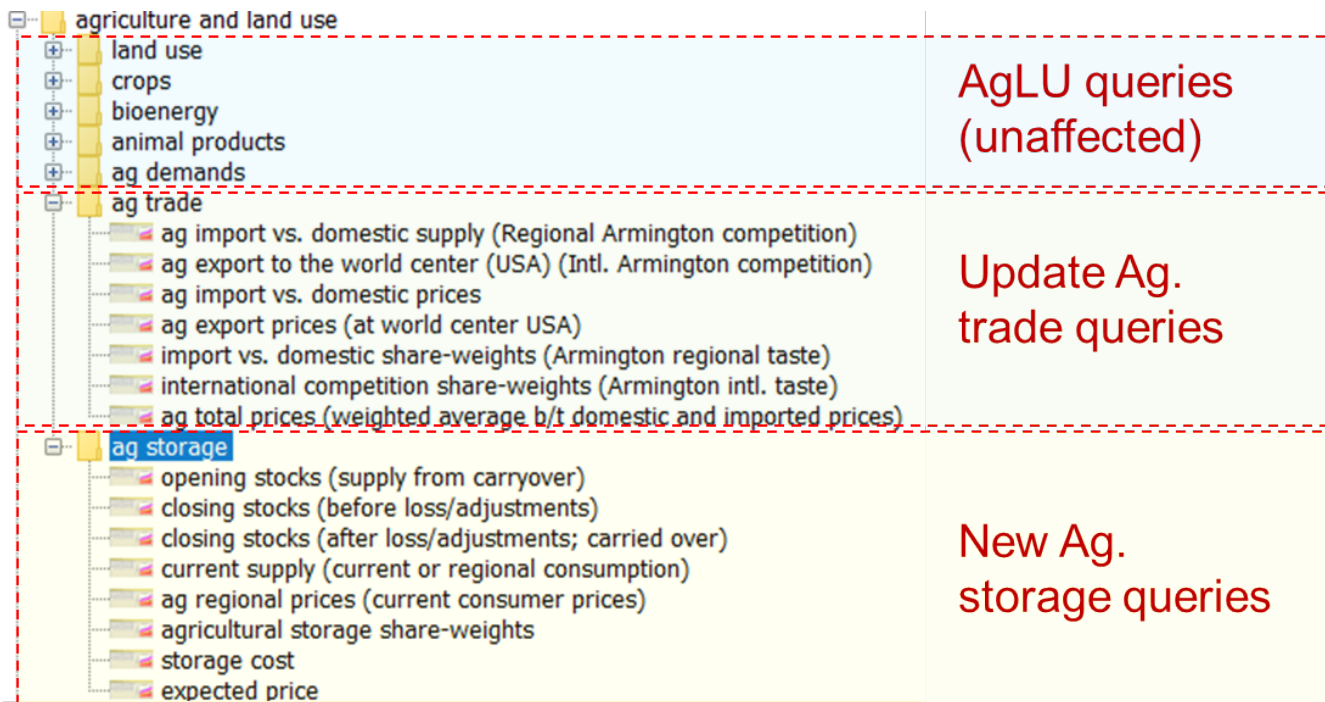 agriculture and land use
land use
crops
bioenergy
animal products
ag demands
AgLU queries
(unaffected)
ag trade
ag import vs. domestic supply (Regional Armington competition)
ag export to the world center (USA) (Intl. Armington competition)
ag import vs. domestic prices
ag export prices (at world center USA)
import vs. domestic share-weights (Armington regional taste)
international competition share-weights (Armington intl. taste)
ag total prices (weighted average b/t domestic and imported prices)
Update Ag.
trade queries
ag storage
opening stocks (supply from carryover)
closing stocks (before loss/adjustments)
closing stocks (after loss/adjustments; carried over)
current supply (current or regional consumption)
ag regional prices (current consumer prices)
agricultural storage share-weights
storage cost
expected price
New Ag.
storage queries